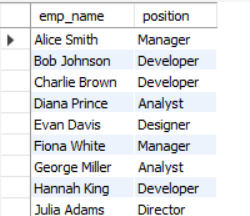 emp_name position
Alice Smith Manager
Bob Johnson Developer
Charlie Brown Developer
Diana Prince Analyst
Evan Davis Designer
Fiona White Manager
George Miller Analyst
Hannah King Developer
Julia Adams Director